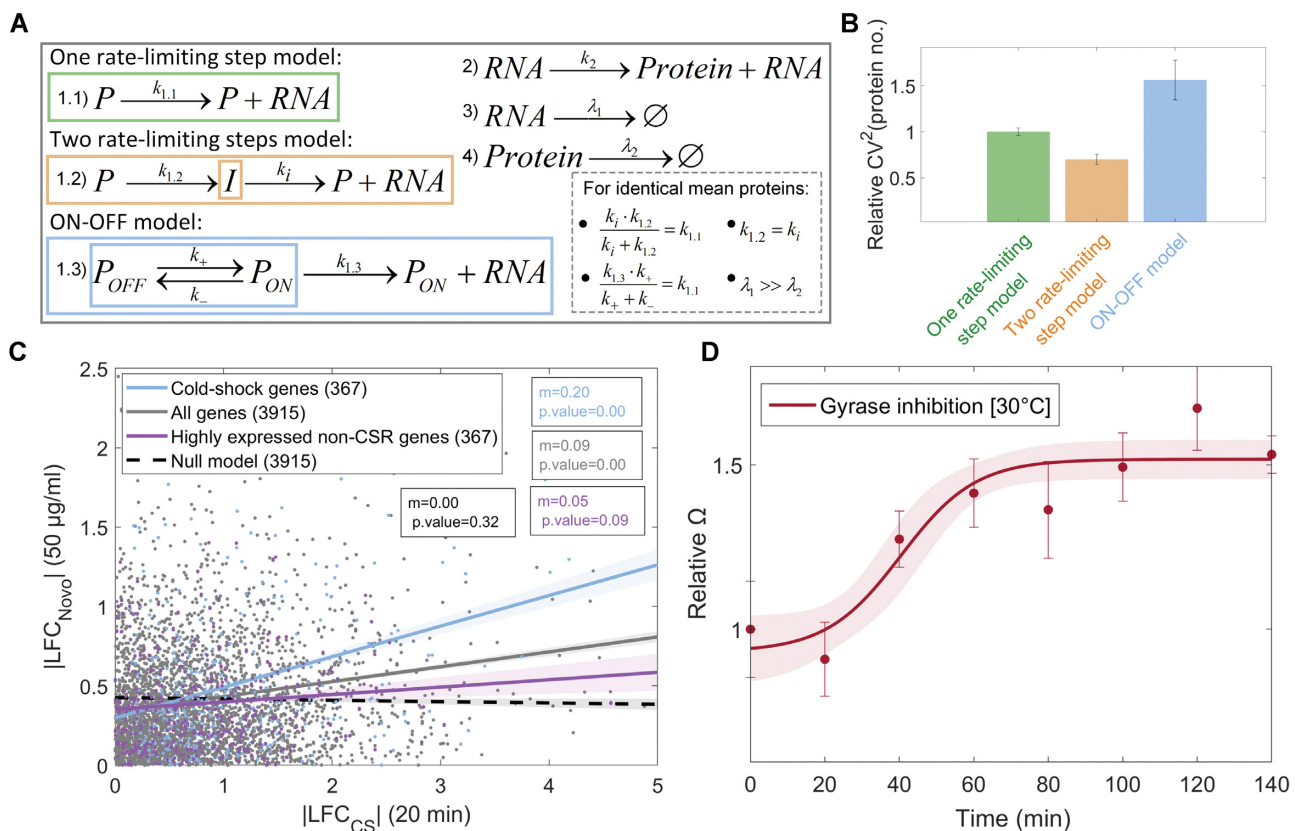 A
One rate-limiting step model:
1.1) P k1.1 → P + RNA
Two rate-limiting steps model:
1.2) P k1.2 → I ki → P + RNA
ON-OFF model:
1.3) POFF k+ ⇄ k− PON k1.3 → PON + RNA
2) RNA k2 → Protein + RNA
3) RNA λ1 → ∅
4) Protein λ2 → ∅
For identical mean proteins:
• ki · k1.2 / ki + k1.2 = k1.1
• k1.2 = ki
• k1.3 · k+ / k+ + k− = k1.1
• λ1 >> λ2
B
Relative CV2(protein no.)
1.5
1
0.5
One rate-limiting
step model
Two rate-limiting
step model
ON-OFF model
C
|LFCNovo| (50 µg/ml)
2.5
2
1.5
1
0.5
0
Cold-shock genes (367)
All genes (3915)
Highly expressed non-CSR genes (367)
Null model (3915)
m=0.20
p.value=0.00
m=0.09
p.value=0.00
m=0.00
p.value=0.32
m=0.05
p.value=0.09
0 1 2 3 4 5
|LFCCS| (20 min)
D
Gyrase inhibition [30°C]
Relative Ω
1.5
1
0 20 40 60 80 100 120 140
Time (min)